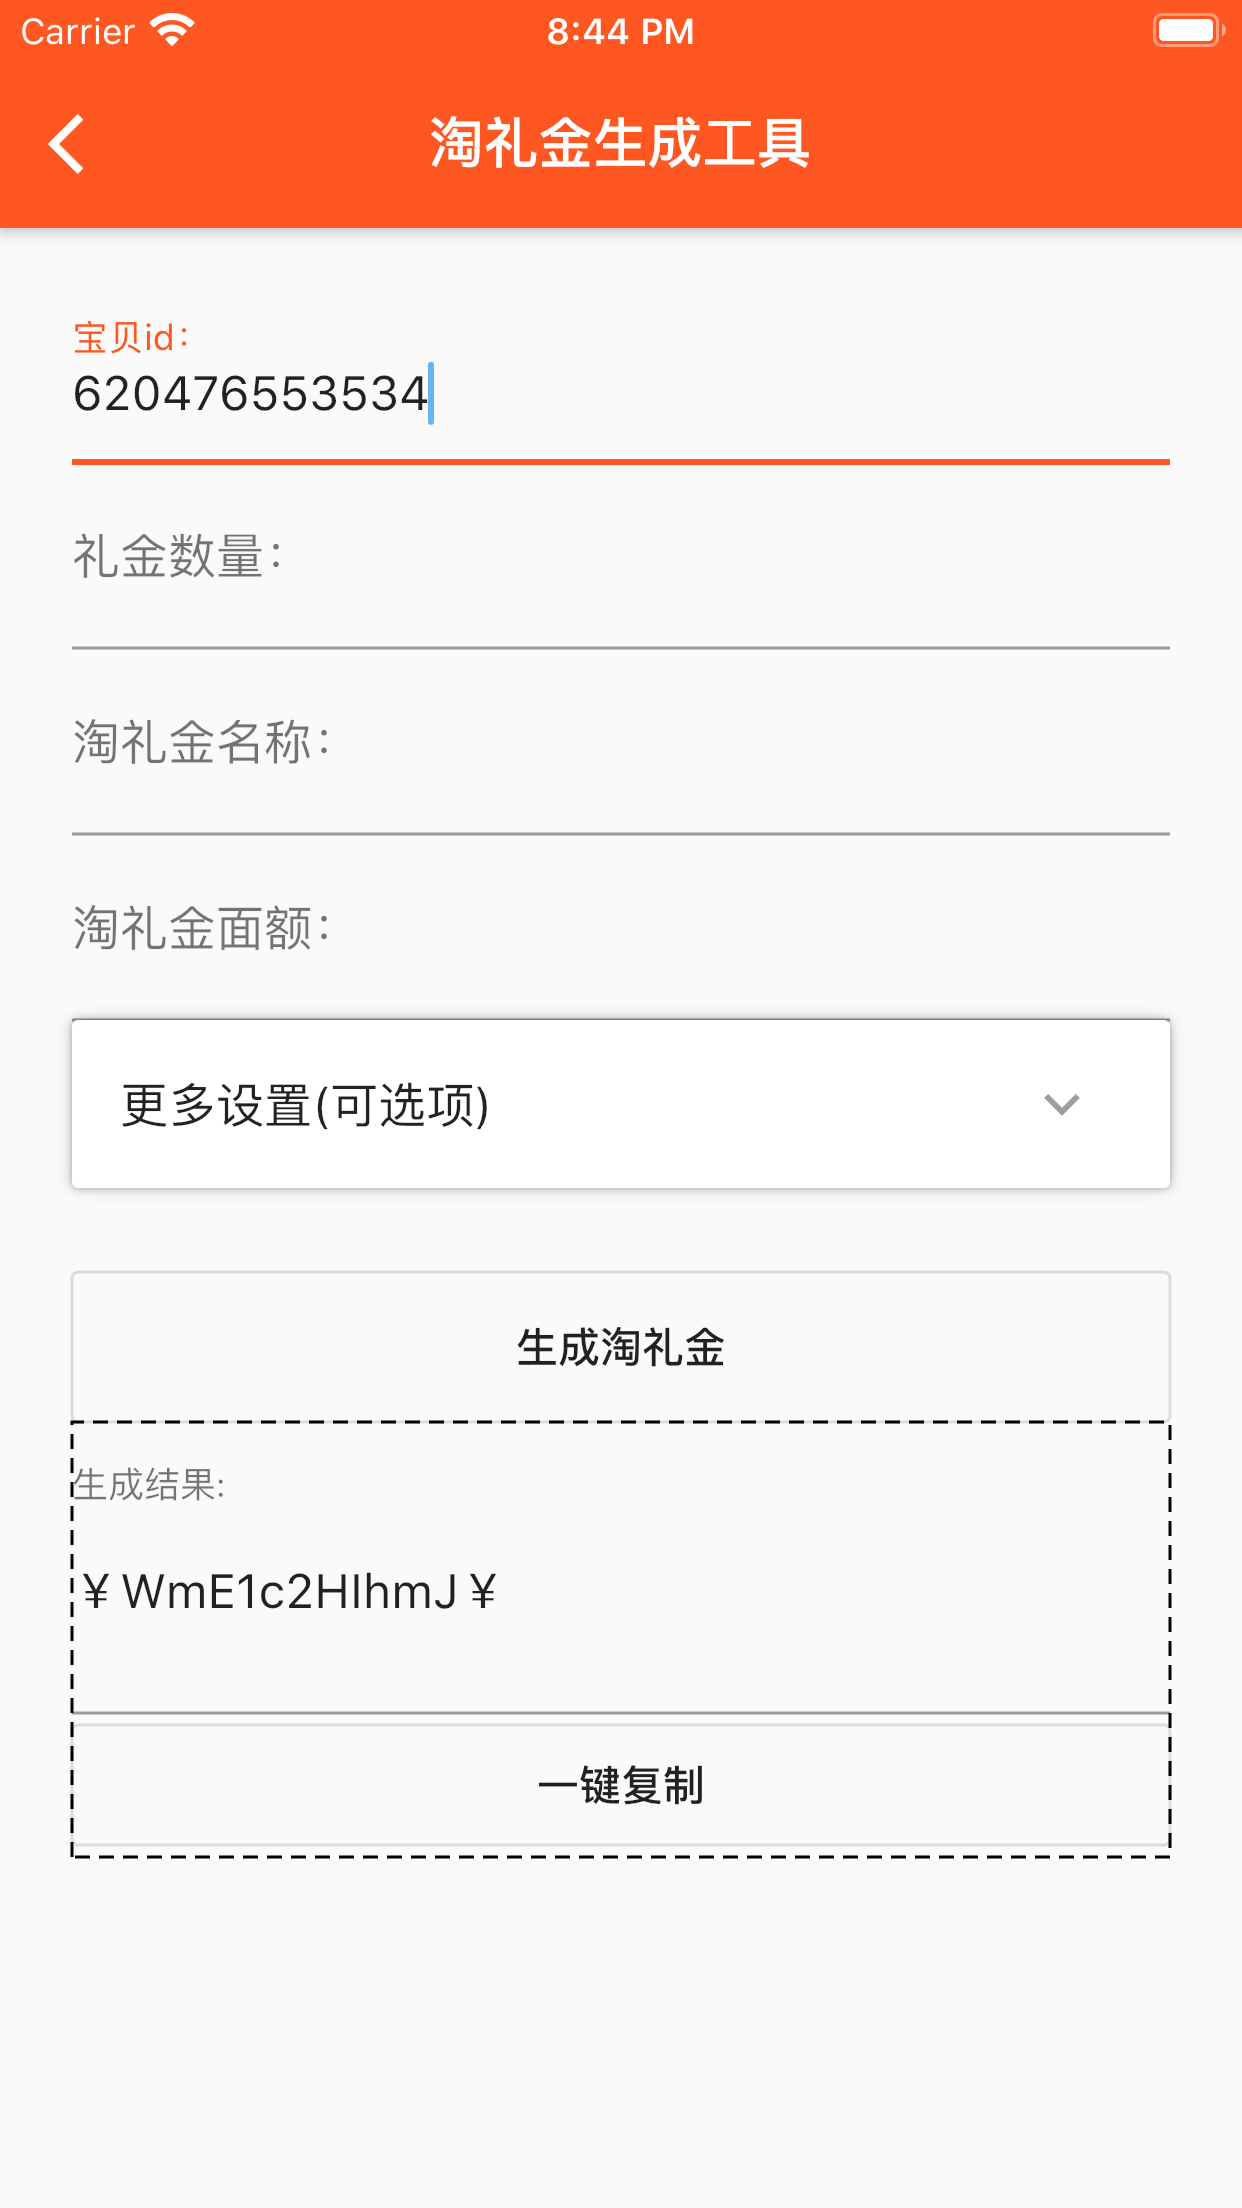 Carrier
8:44 PM
淘礼金生成工具
宝贝id：
620476553534
礼金数量：
淘礼金名称：
淘礼金面额：
更多设置(可选项)
生成淘礼金
生成结果:
￥WmE1c2HIhmJ￥
一键复制